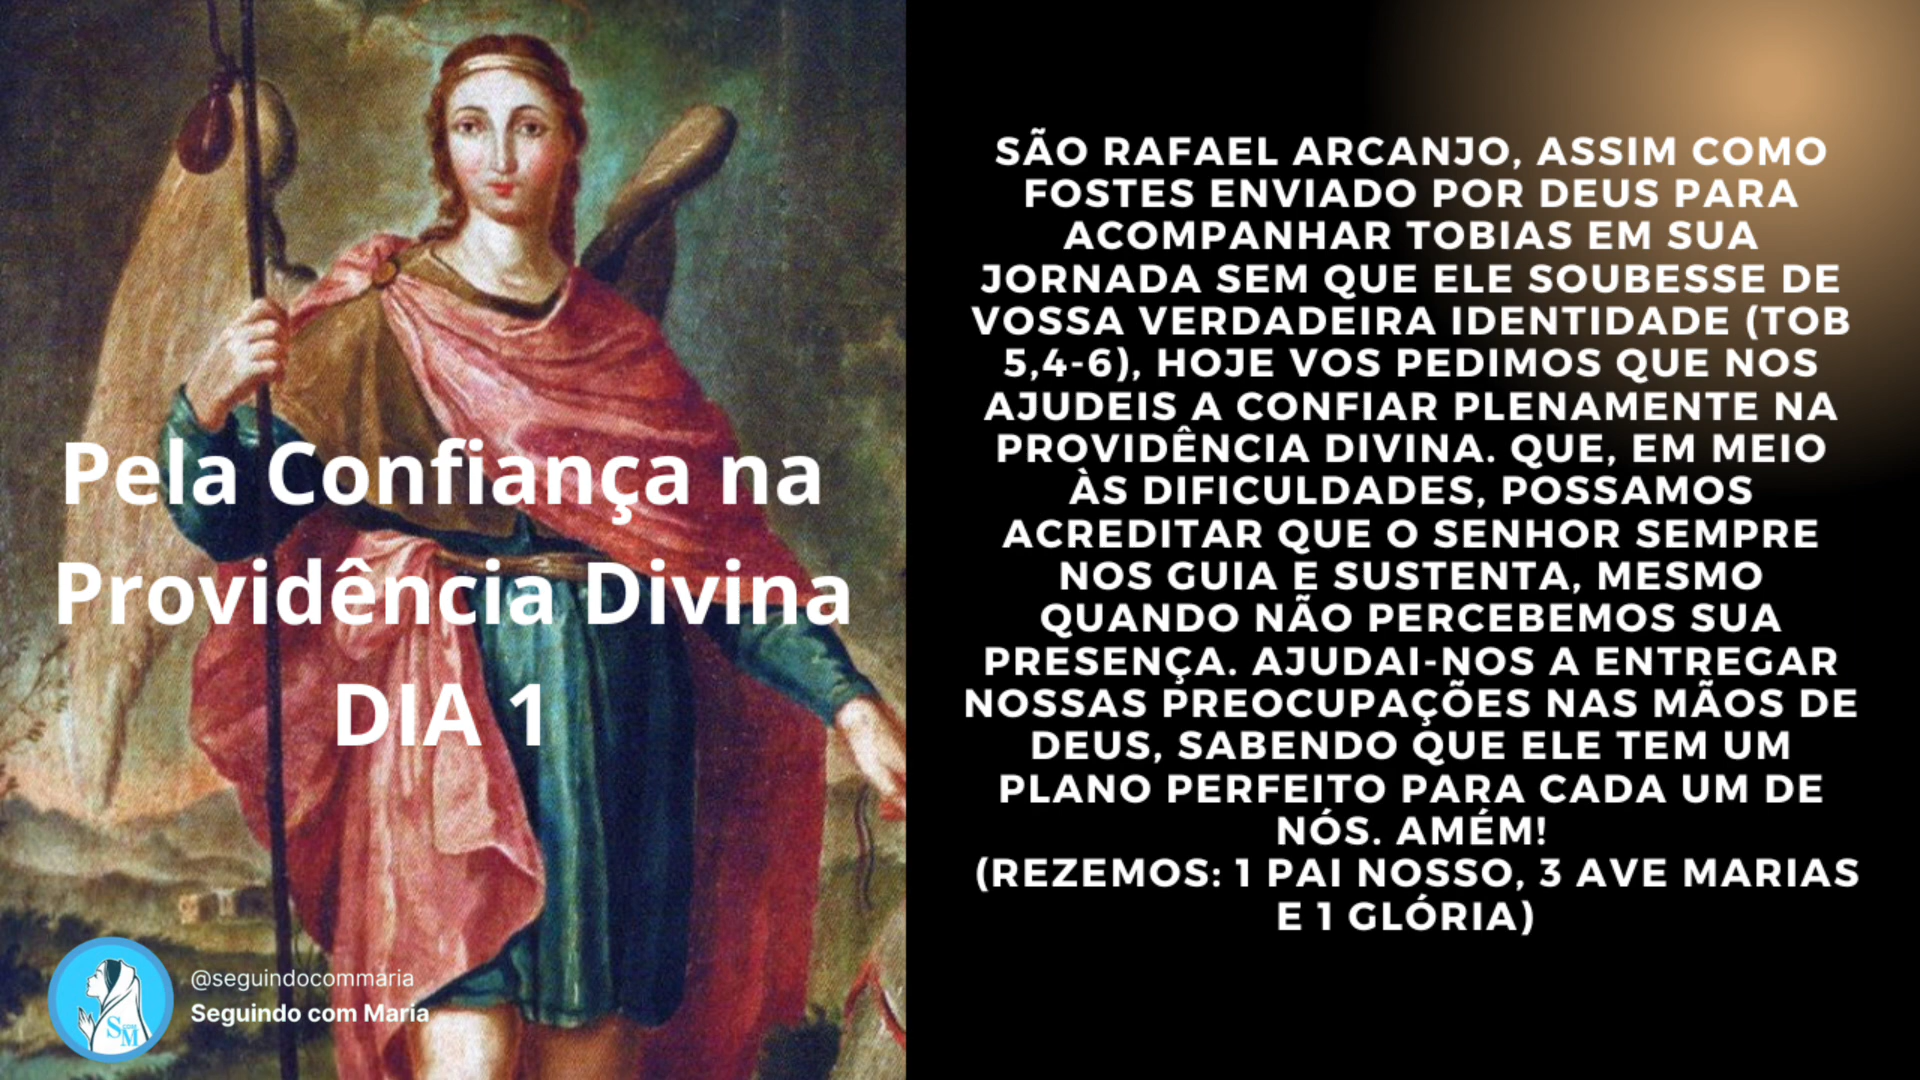 Pela Confiança na
Providência Divina
DIA 1
@seguindocommaria
Seguindo com Maria
SM
SÃO RAFAEL ARCANJO, ASSIM COMO
FOSTES ENVIADO POR DEUS PARA
ACOMPANHAR TOBIAS EM SUA
JORNADA SEM QUE ELE SOUBESSE DE
VOSSA VERDADEIRA IDENTIDADE (TOB
5,4-6), HOJE VOS PEDIMOS QUE NOS
AJUDEIS A CONFIAR PLENAMENTE NA
PROVIDÊNCIA DIVINA. QUE, EM MEIO
ÀS DIFICULDADES, POSSAMOS
ACREDITAR QUE O SENHOR SEMPRE
NOS GUIA E SUSTENTA, MESMO
QUANDO NÃO PERCEBEMOS SUA
PRESENÇA. AJUDAI-NOS A ENTREGAR
NOSSAS PREOCUPAÇÕES NAS MÃOS DE
DEUS, SABENDO QUE ELE TEM UM
PLANO PERFEITO PARA CADA UM DE
NÓS. AMÉM!
(REZEMOS: 1 PAI NOSSO, 3 AVE MARIAS
E 1 GLÓRIA)